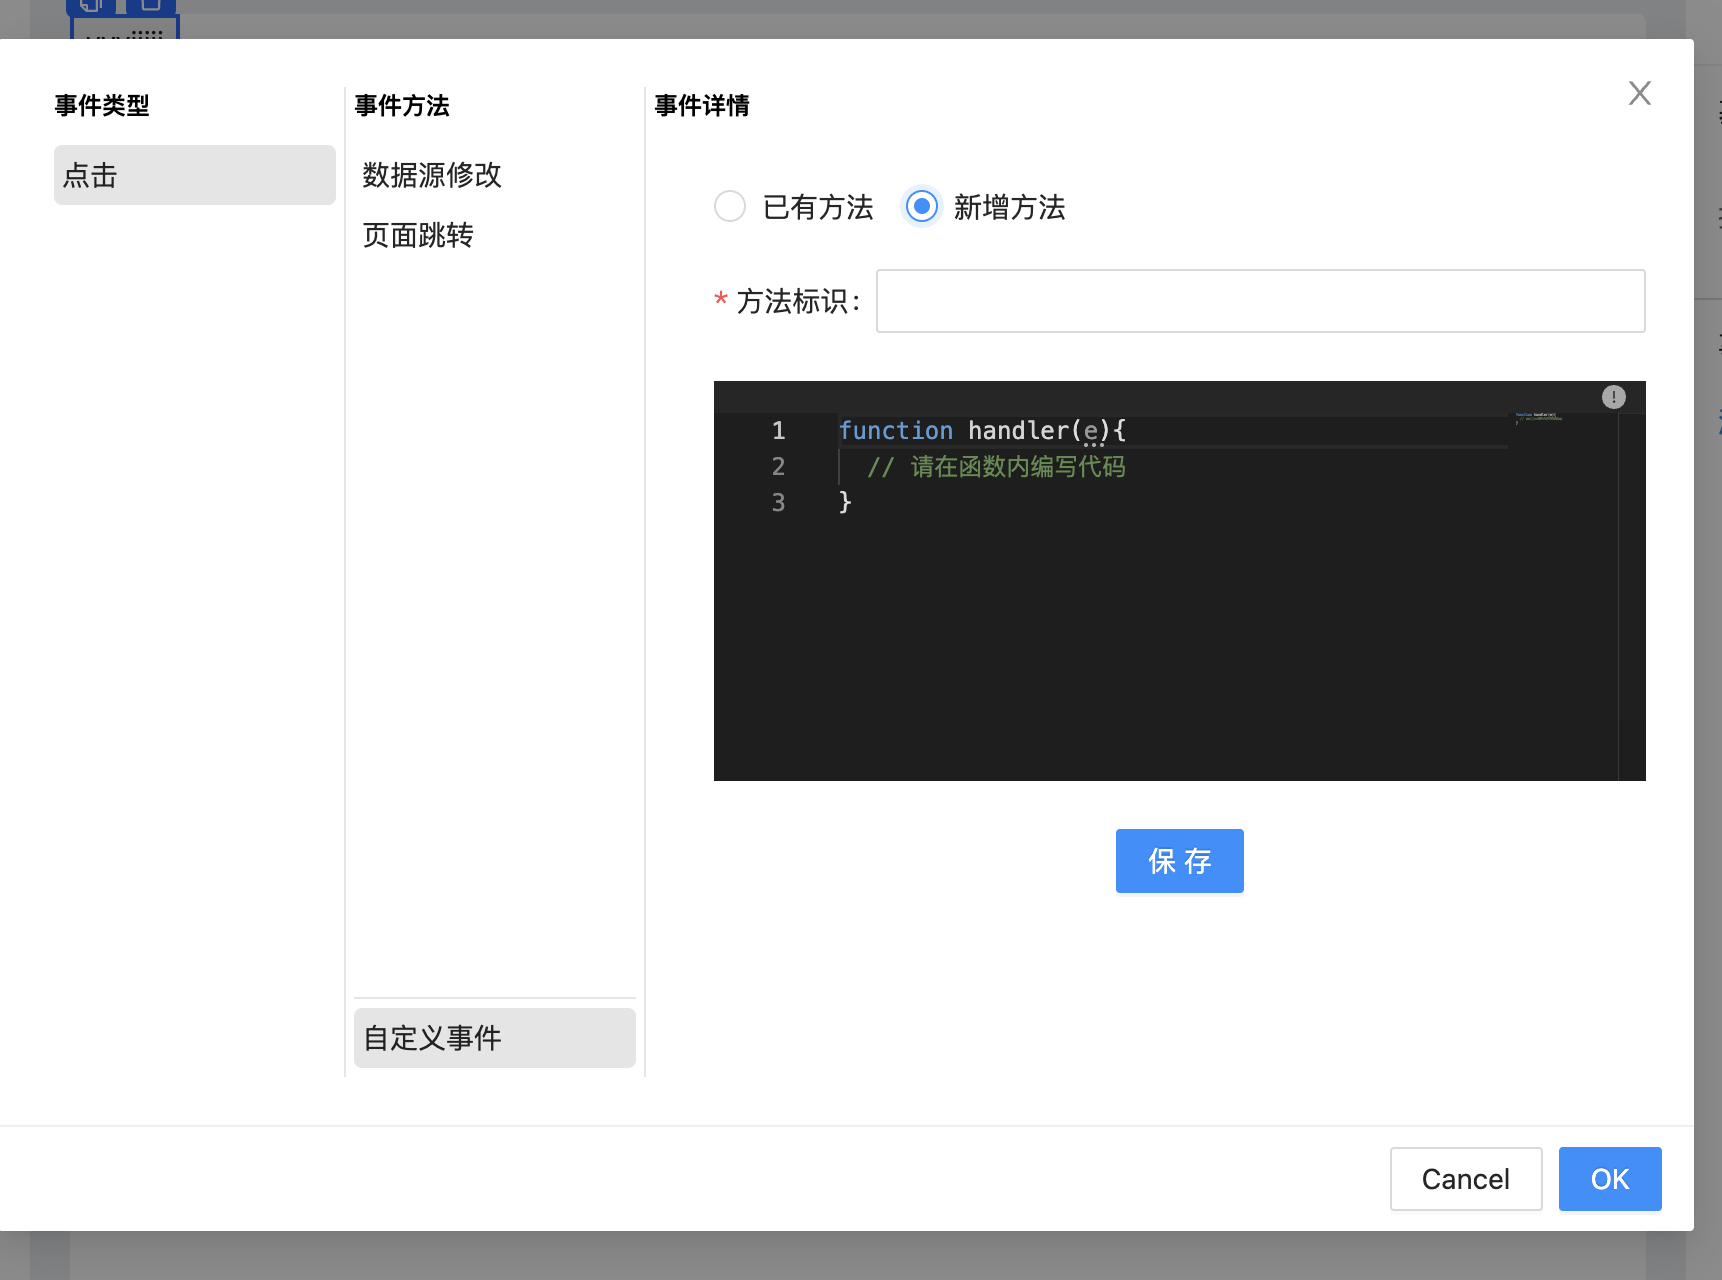 事件类型
点击
事件方法
数据源修改
页面跳转
自定义事件
事件详情
已有方法 新增方法
* 方法标识:
1 function handler(e){
2 // 请在函数内编写代码
3 }
保 存
Cancel OK